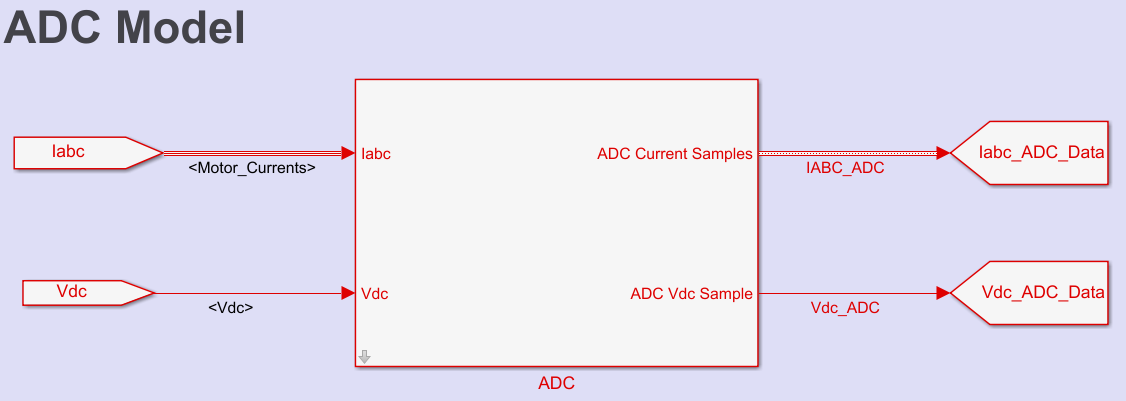 ADC Model
Iabc
<Motor_Currents>
Iabc
ADC Current Samples
IABC_ADC
Iabc_ADC_Data
Vdc
<Vdc>
Vdc
ADC Vdc Sample
Vdc_ADC
Vdc_ADC_Data
ADC